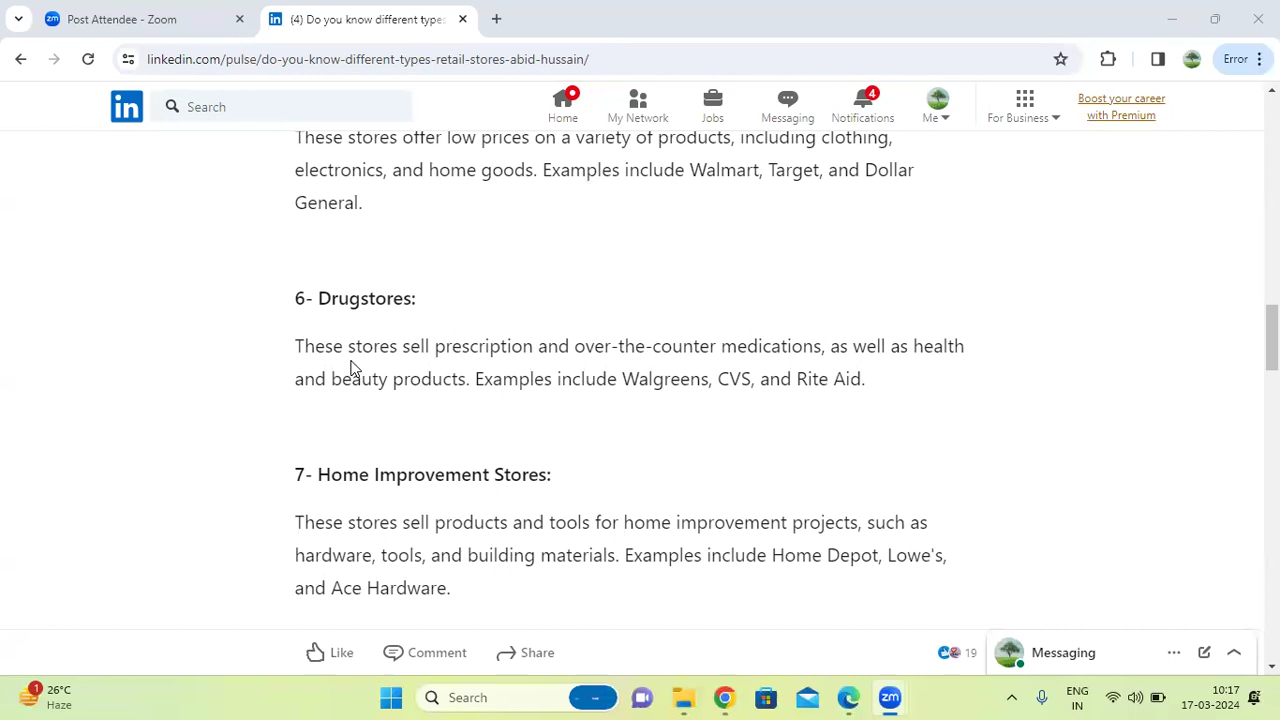 Post Attendee - Zoom
(4) Do you know different types
linkedin.com/pulse/do-you-know-different-types-retail-stores-abid-hussain/
Error
in
Search
Home
My Network
Jobs
Messaging
4
Notifications
Me
For Business
Boost your career
with Premium
These stores offer low prices on a variety of products, including clothing,
electronics, and home goods. Examples include Walmart, Target, and Dollar
General.
6- Drugstores:
These stores sell prescription and over-the-counter medications, as well as health
and beauty products. Examples include Walgreens, CVS, and Rite Aid.
7- Home Improvement Stores:
These stores sell products and tools for home improvement projects, such as
hardware, tools, and building materials. Examples include Home Depot, Lowe's,
and Ace Hardware.
Like
Comment
Share
19
Messaging
1
26°C
Haze
Search
zm
ENG
IN
10:17
17-03-2024